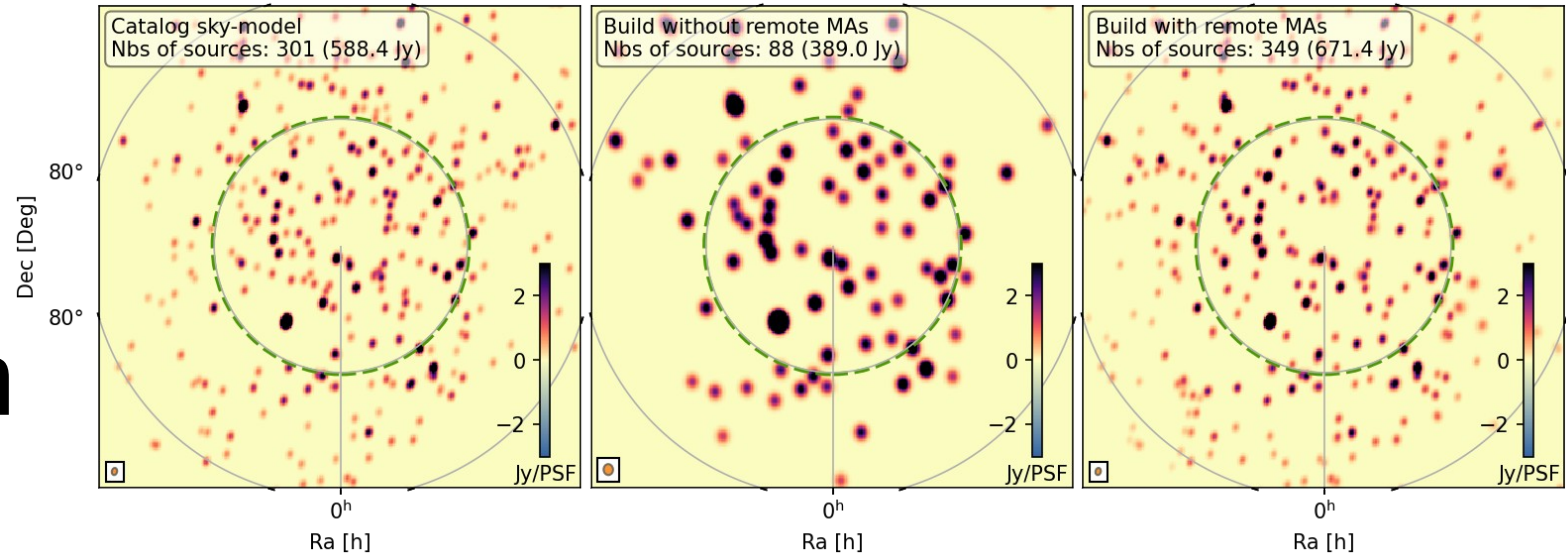 Catalog sky-model
Nbs of sources: 301 (588.4 Jy)
Build without remote MAs
Nbs of sources: 88 (389.0 Jy)
Build with remote MAs
Nbs of sources: 349 (671.4 Jy)
Dec [Deg]
80°
80°
2
0
−2
Jy/PSF
2
0
−2
Jy/PSF
2
0
−2
Jy/PSF
0ʰ
0ʰ
0ʰ
Ra [h]
Ra [h]
Ra [h]